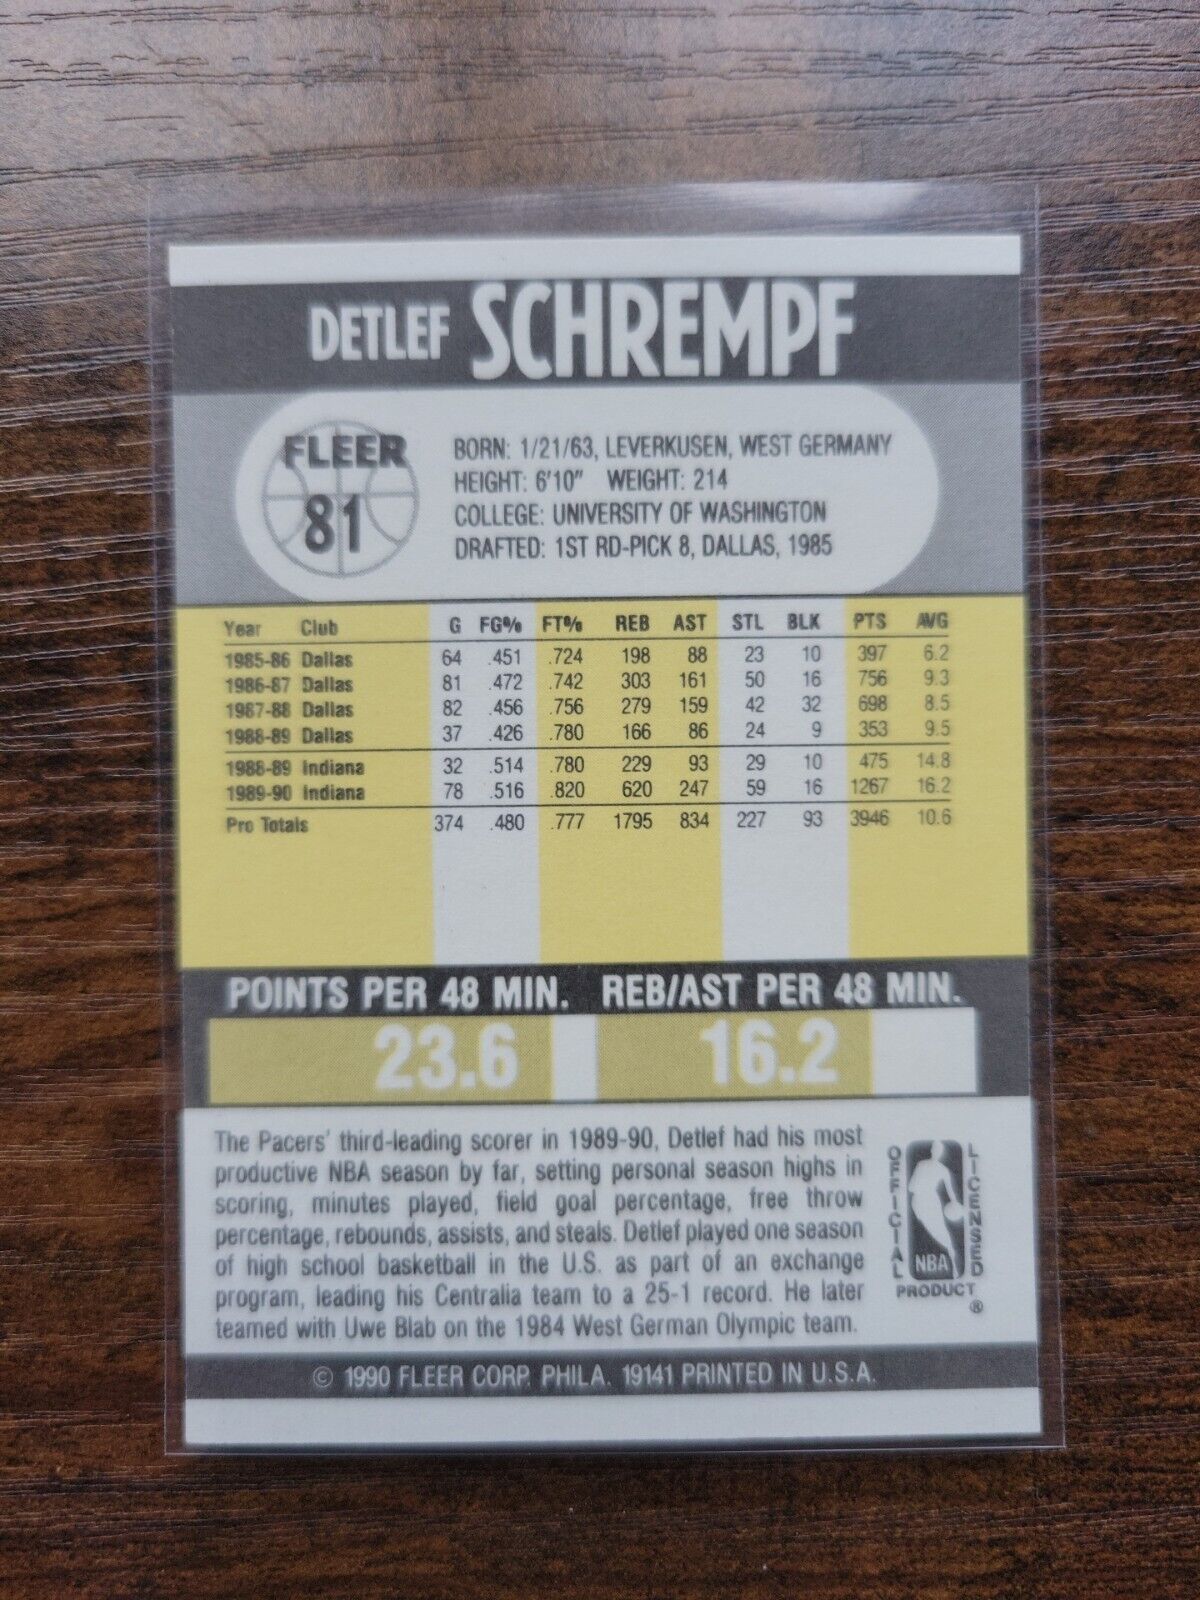 DETLEF SCHREMPF
FLEER
81
BORN: 1/21/63, LEVERKUSEN, WEST GERMANY
HEIGHT: 6'10" WEIGHT: 214
COLLEGE: UNIVERSITY OF WASHINGTON
DRAFTED: 1ST RD-PICK 8, DALLAS, 1985
Year Club G FG% FT% REB AST STL BLK PTS AVG
1985-86 Dallas 64 .451 .724 198 88 23 10 397 6.2
1986-87 Dallas 81 .472 .742 303 161 50 16 756 9.3
1987-88 Dallas 82 .456 .756 279 159 42 32 698 8.5
1988-89 Dallas 37 .426 .780 166 86 24 9 353 9.5
1988-89 Indiana 32 .514 .780 229 93 29 10 475 14.8
1989-90 Indiana 78 .516 .820 620 247 59 16 1267 16.2
Pro Totals 374 .480 .777 1795 834 227 93 3946 10.6
POINTS PER 48 MIN. REB/AST PER 48 MIN.
23.6 16.2
The Pacers' third-leading scorer in 1989-90, Detlef had his most
productive NBA season by far, setting personal season highs in
scoring, minutes played, field goal percentage, free throw
percentage, rebounds, assists, and steals. Detlef played one season
of high school basketball in the U.S. as part of an exchange
program, leading his Centralia team to a 25-1 record. He later
teamed with Uwe Blab on the 1984 West German Olympic team.
OFFICIAL
LICENSED
NBA
PRODUCT
®
© 1990 FLEER CORP. PHILA. 19141 PRINTED IN U.S.A.